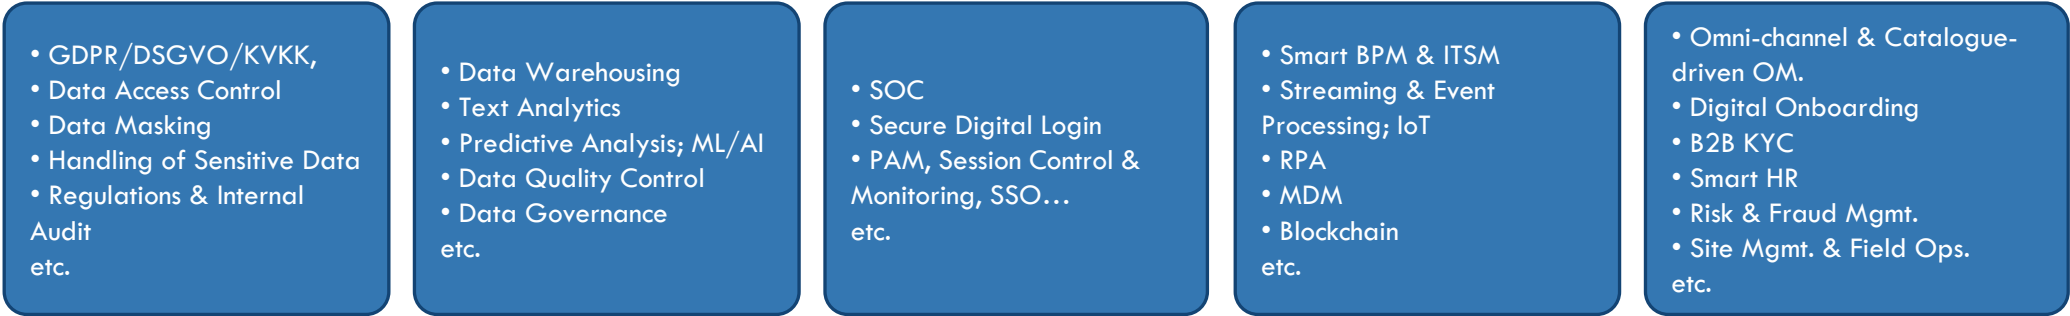 • GDPR/DSGVO/KVKK,
• Data Access Control
• Data Masking
• Handling of Sensitive Data
• Regulations & Internal
Audit
etc.
• Data Warehousing
• Text Analytics
• Predictive Analysis; ML/AI
• Data Quality Control
• Data Governance
etc.
• SOC
• Secure Digital Login
• PAM, Session Control &
Monitoring, SSO...
etc.
• Smart BPM & ITSM
• Streaming & Event
Processing; IoT
• RPA
• MDM
• Blockchain
etc.
• Omni-channel & Catalogue-
driven OM.
• Digital Onboarding
• B2B KYC
• Smart HR
• Risk & Fraud Mgmt.
• Site Mgmt. & Field Ops.
etc.